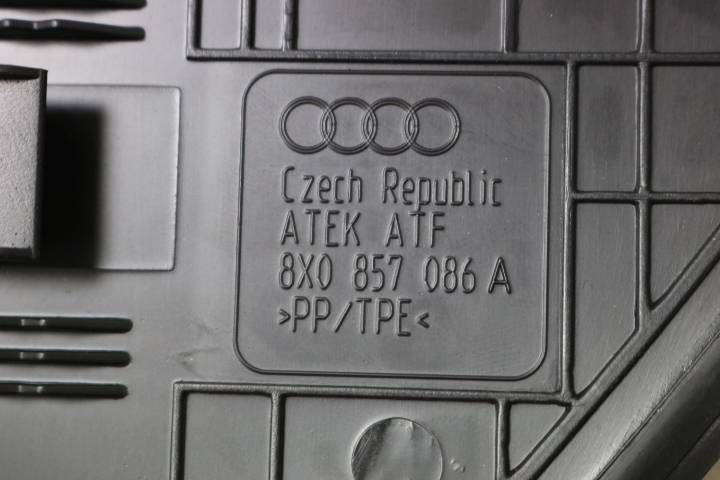 Czech Republic
ATEK ATF
8X0 857 086 A
>PP/TPE<